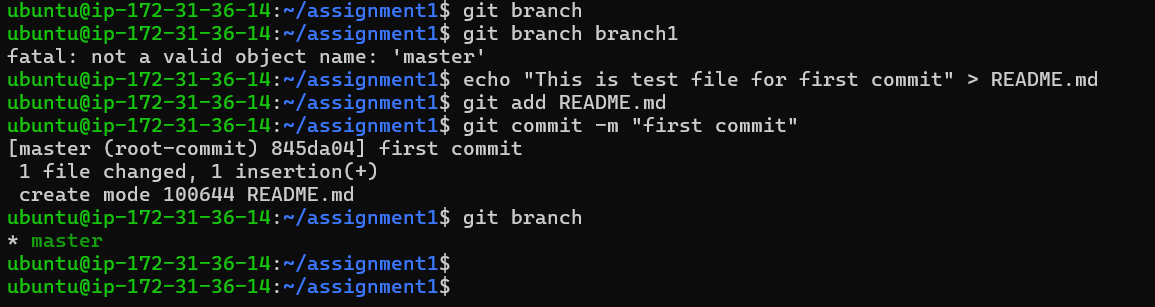 ubuntu@ip-172-31-36-14:~/assignment1$ git branch
ubuntu@ip-172-31-36-14:~/assignment1$ git branch branch1
fatal: not a valid object name: 'master'
ubuntu@ip-172-31-36-14:~/assignment1$ echo "This is test file for first commit" > README.md
ubuntu@ip-172-31-36-14:~/assignment1$ git add README.md
ubuntu@ip-172-31-36-14:~/assignment1$ git commit -m "first commit"
[master (root-commit) 845da04] first commit
 1 file changed, 1 insertion(+)
 create mode 100644 README.md
ubuntu@ip-172-31-36-14:~/assignment1$ git branch
* master
ubuntu@ip-172-31-36-14:~/assignment1$
ubuntu@ip-172-31-36-14:~/assignment1$